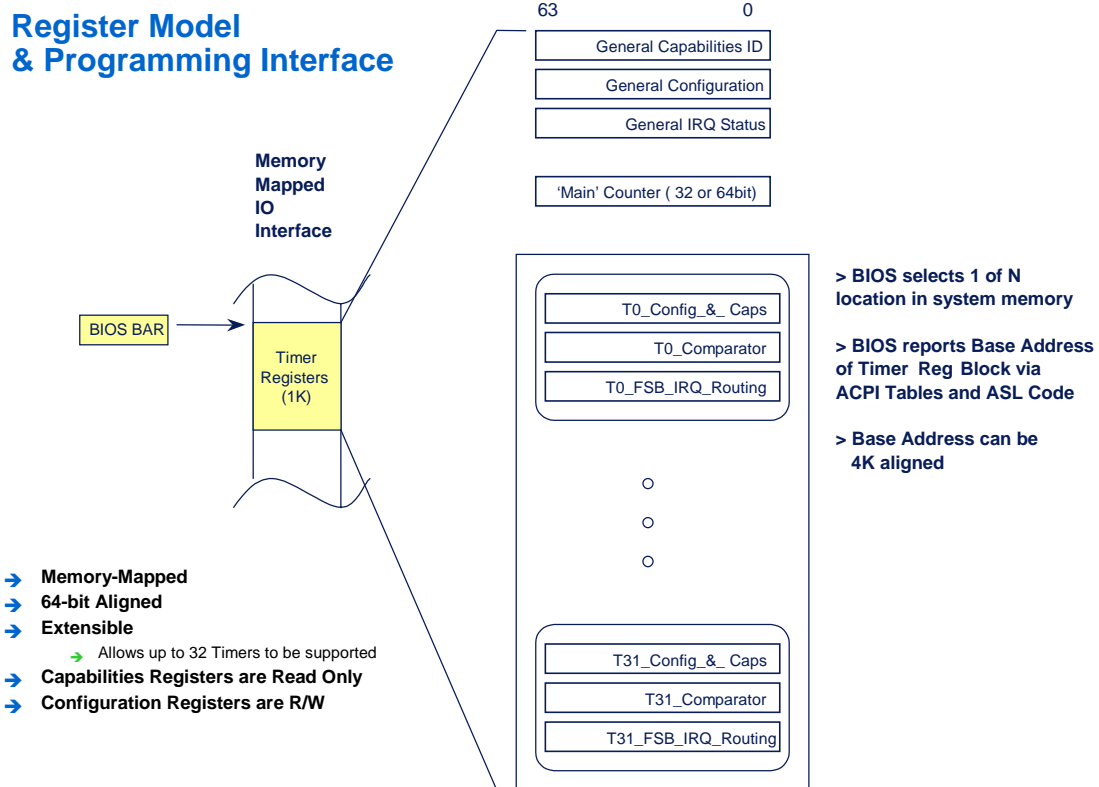 Register Model
& Programming Interface
63 0
General Capabilities ID
General Configuration
General IRQ Status
‘Main’ Counter ( 32 or 64bit)
Memory
Mapped
IO
Interface
BIOS BAR
Timer
Registers
(1K)
T0_Config_&_ Caps
T0_Comparator
T0_FSB_IRQ_Routing
T31_Config_&_ Caps
T31_Comparator
T31_FSB_IRQ_Routing
> BIOS selects 1 of N
location in system memory
> BIOS reports Base Address
of Timer Reg Block via
ACPI Tables and ASL Code
> Base Address can be
4K aligned
➔ Memory-Mapped
➔ 64-bit Aligned
➔ Extensible
➔ Allows up to 32 Timers to be supported
➔ Capabilities Registers are Read Only
➔ Configuration Registers are R/W